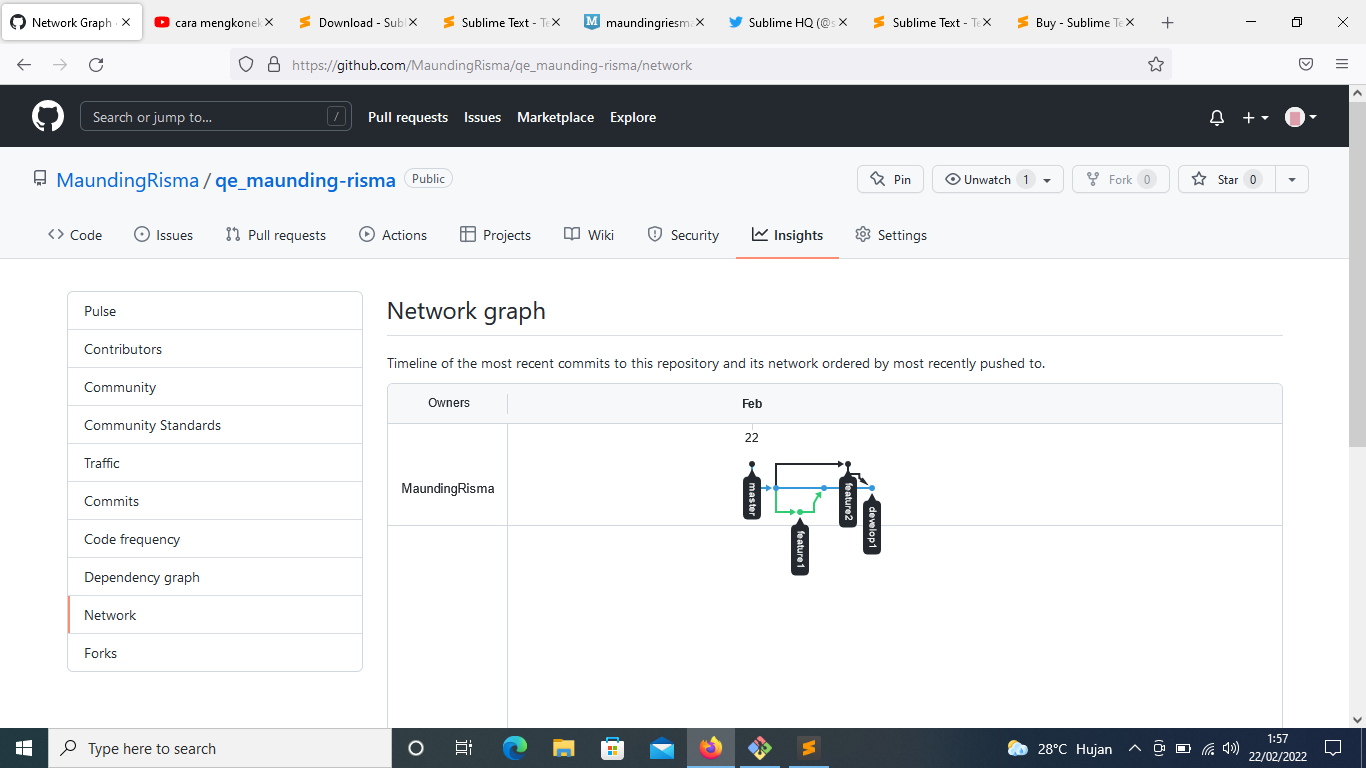 Network Graph
cara mengkonek
Download - Subl
Sublime Text - Te
maundingriesma
Sublime HQ (@s
Sublime Text - Te
Buy - Sublime Te
https://github.com/MaundingRisma/qe_maunding-risma/network
Search or jump to...
/
Pull requests
Issues
Marketplace
Explore
MaundingRisma / qe_maunding-risma
Public
Pin
Unwatch 1
Fork 0
Star 0
Code
Issues
Pull requests
Actions
Projects
Wiki
Security
Insights
Settings
Pulse
Contributors
Community
Community Standards
Traffic
Commits
Code frequency
Dependency graph
Network
Forks
Network graph
Timeline of the most recent commits to this repository and its network ordered by most recently pushed to.
Owners
Feb
22
MaundingRisma
master
feature2
develop1
feature1
Type here to search
28°C Hujan
1:57
22/02/2022